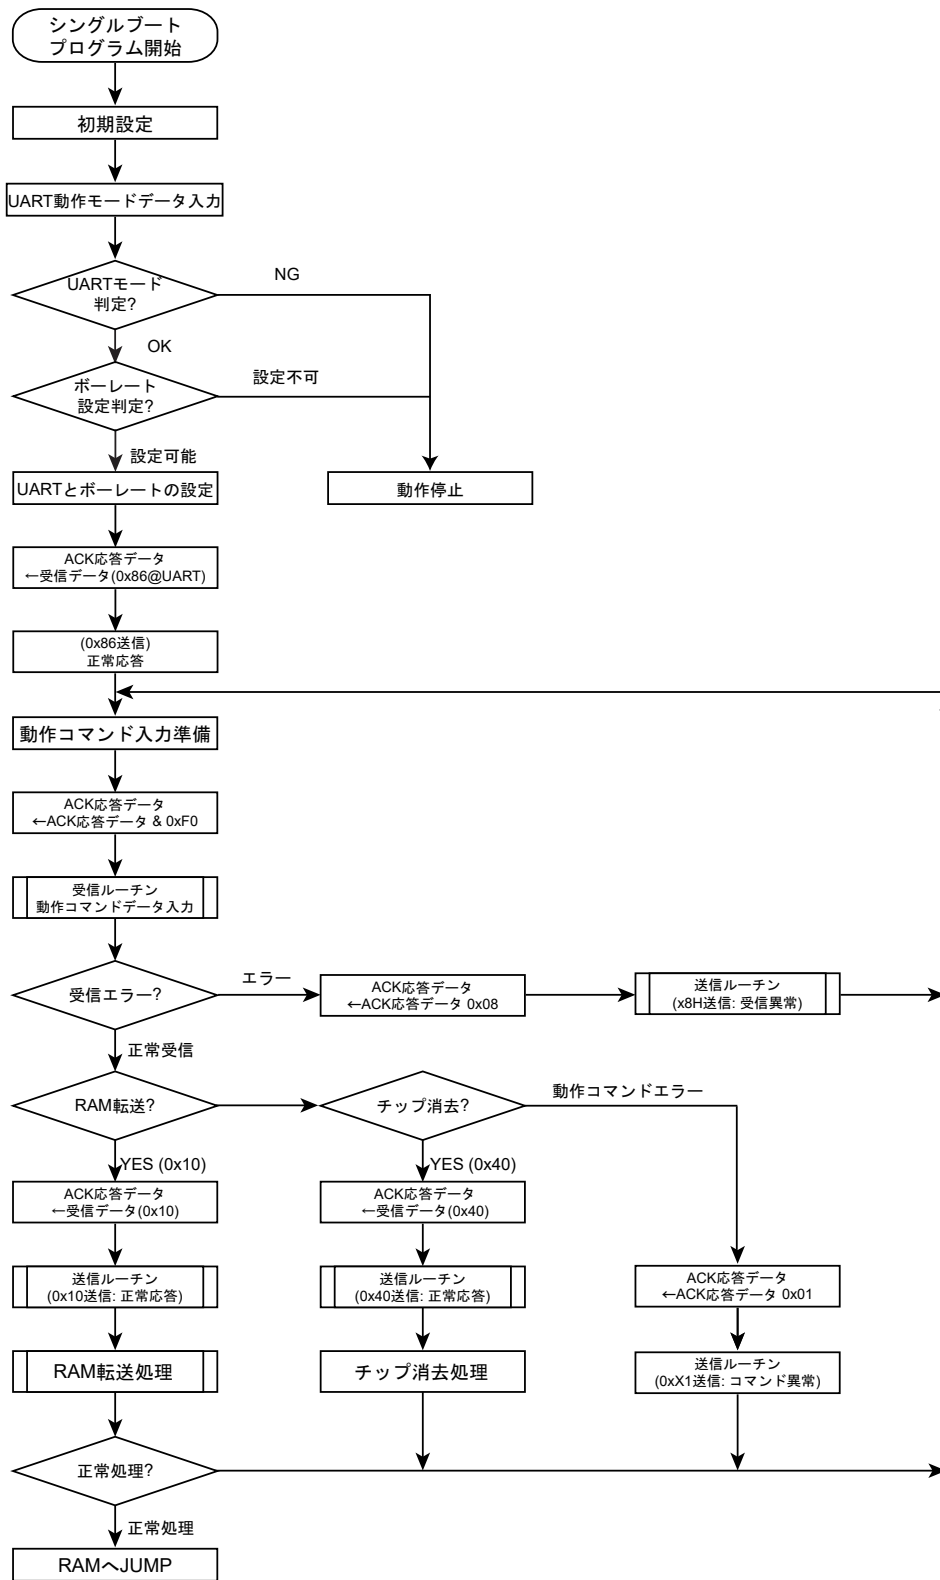 シングルブート
プログラム開始
初期設定
UART動作モードデータ入力
UARTモード
判定?
NG
OK
ボーレート
設定判定?
設定不可
設定可能
UARTとボーレートの設定
動作停止
ACK応答データ
←受信データ(0x86@UART)
(0x86送信)
正常応答
動作コマンド入力準備
ACK応答データ
←ACK応答データ & 0xF0
受信ルーチン
動作コマンドデータ入力
受信エラー?
エラー
ACK応答データ
←ACK応答データ 0x08
送信ルーチン
(x8H送信: 受信異常)
正常受信
RAM転送?
チップ消去?
動作コマンドエラー
YES (0x10)
YES (0x40)
ACK応答データ
←受信データ(0x10)
ACK応答データ
←受信データ(0x40)
送信ルーチン
(0x10送信: 正常応答)
送信ルーチン
(0x40送信: 正常応答)
ACK応答データ
←ACK応答データ 0x01
RAM転送処理
チップ消去処理
送信ルーチン
(0xX1送信: コマンド異常)
正常処理?
正常処理
RAMへJUMP